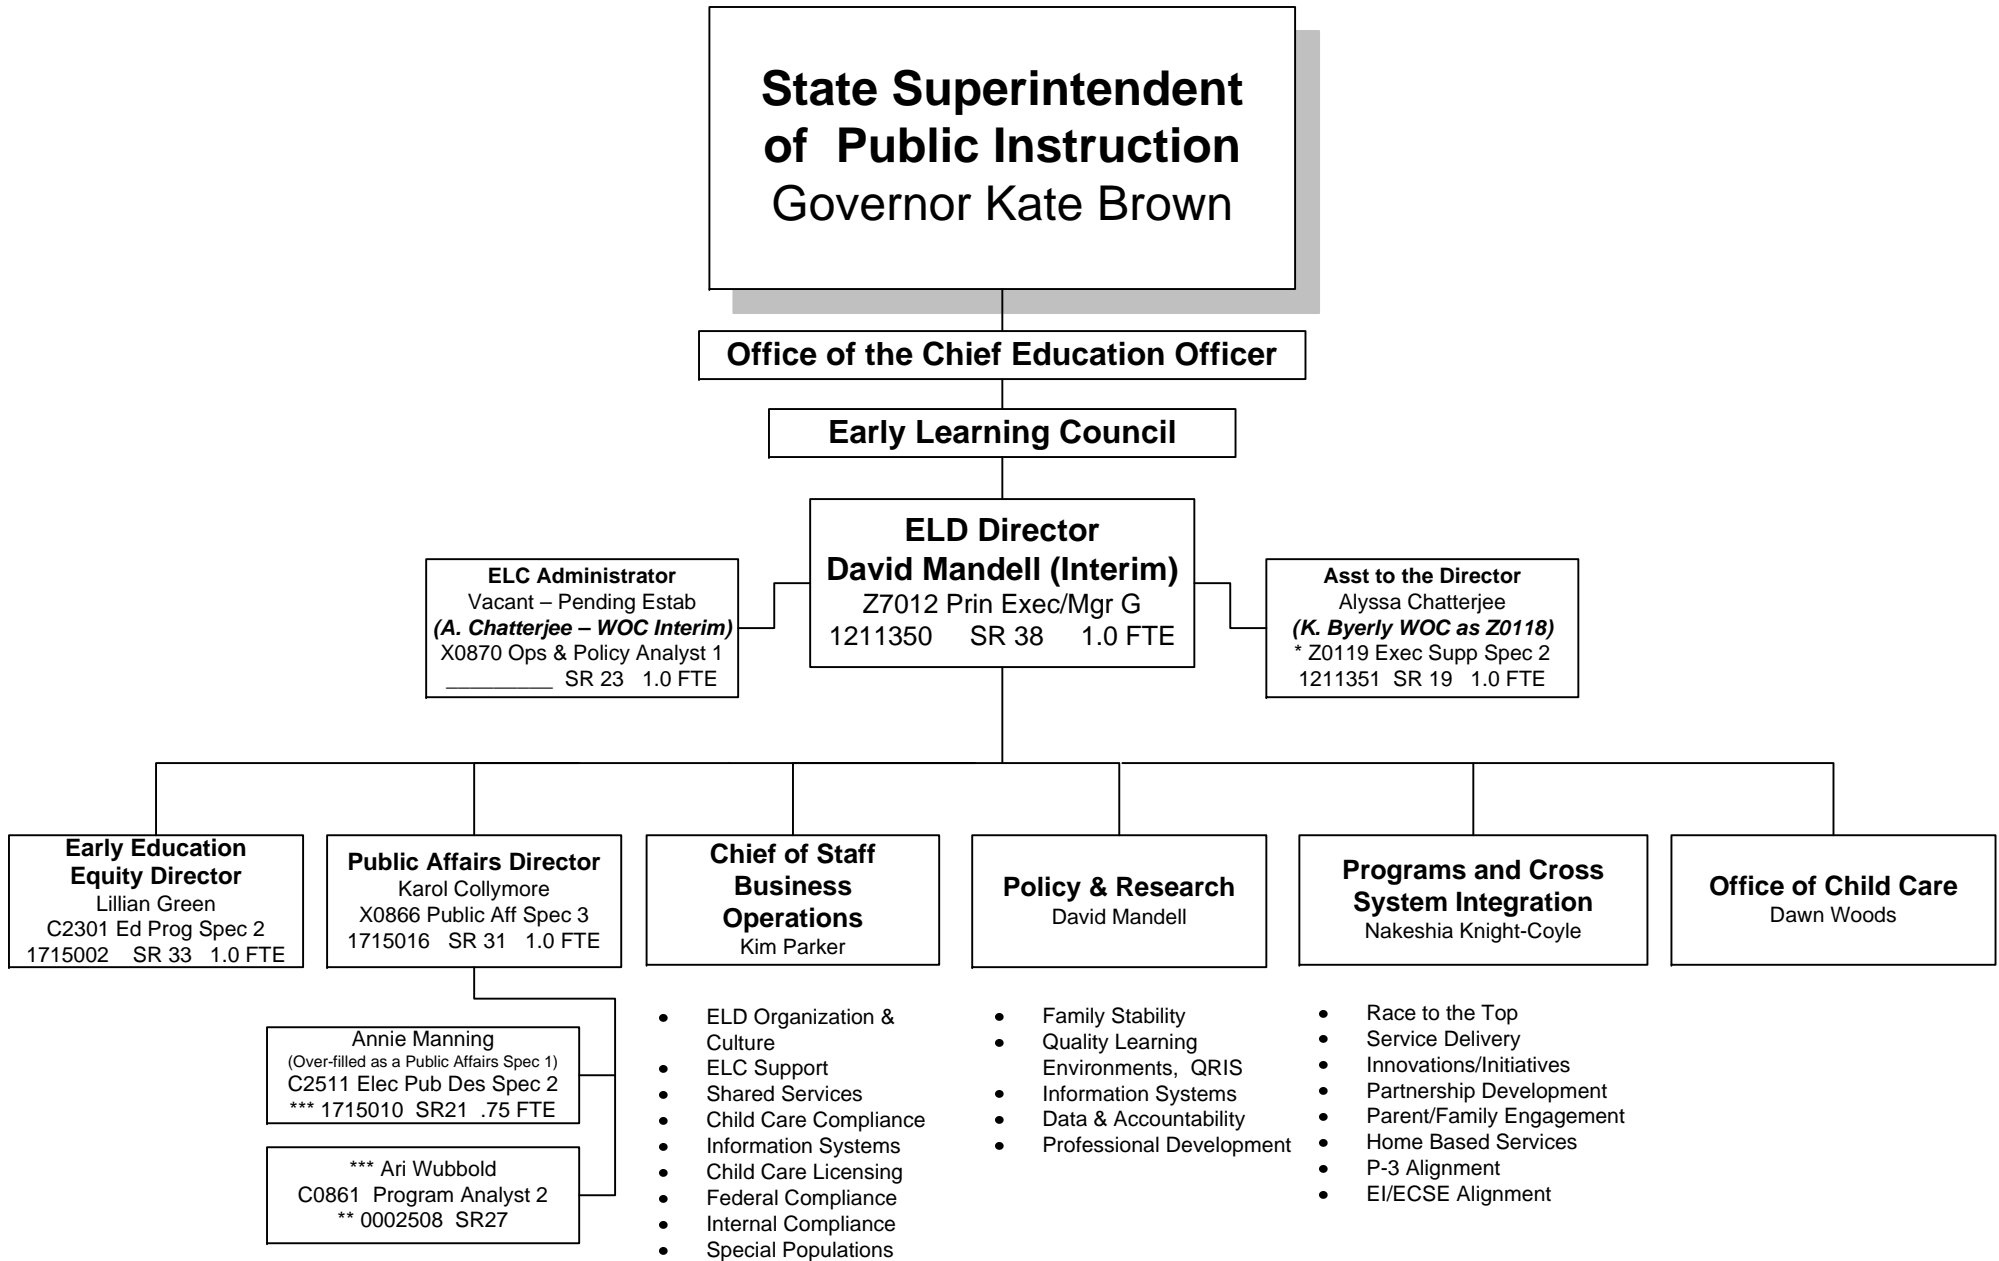 State Superintendent
of Public Instruction
Governor Kate Brown
Office of the Chief Education Officer
Early Learning Council
ELD Director
David Mandell (Interim)
Z7012 Prin Exec/Mgr G
1211350 SR 38 1.0 FTE
ELC Administrator
Vacant – Pending Estab
(A. Chatterjee – WOC Interim)
X0870 Ops & Policy Analyst 1
_________ SR 23 1.0 FTE
Asst to the Director
Alyssa Chatterjee
(K. Byerly WOC as Z0118)
* Z0119 Exec Supp Spec 2
1211351 SR 19 1.0 FTE
Early Education
Equity Director
Lillian Green
C2301 Ed Prog Spec 2
1715002 SR 33 1.0 FTE
Public Affairs Director
Karol Collymore
X0866 Public Aff Spec 3
1715016 SR 31 1.0 FTE
Annie Manning
(Over-filled as a Public Affairs Spec 1)
C2511 Elec Pub Des Spec 2
*** 1715010 SR21 .75 FTE
*** Ari Wubbold
C0861 Program Analyst 2
** 0002508 SR27
Chief of Staff
Business
Operations
Kim Parker
• ELD Organization &
Culture
• ELC Support
• Shared Services
• Child Care Compliance
• Information Systems
• Child Care Licensing
• Federal Compliance
• Internal Compliance
• Special Populations
Policy & Research
David Mandell
• Family Stability
• Quality Learning
Environments, QRIS
• Information Systems
• Data & Accountability
• Professional Development
Programs and Cross
System Integration
Nakeshia Knight-Coyle
• Race to the Top
• Service Delivery
• Innovations/Initiatives
• Partnership Development
• Parent/Family Engagement
• Home Based Services
• P-3 Alignment
• EI/ECSE Alignment
Office of Child Care
Dawn Woods